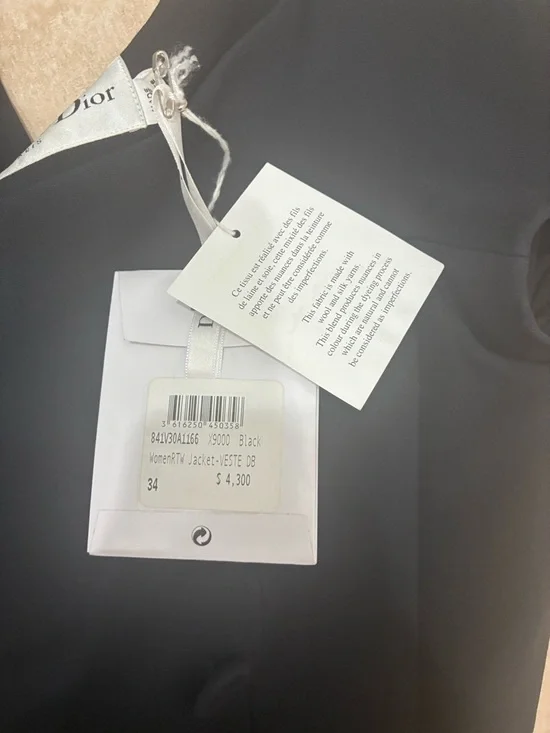 Dior
Ce tissu est réalisé avec des fils
de laine et soie, cette mixité des fils
apporte des nuances dans la teinture
et ne peut être considérée comme
des imperfections.
This fabric is made with
wool and silk yarns.
This blend produces nuances in
colour during the dyeing process
which are natural and cannot
be considered as imperfections.
D
3 616250 450358
841V30A1166 X9000 Black
WomenRTW Jacket-VESTE DB
34 $ 4,300